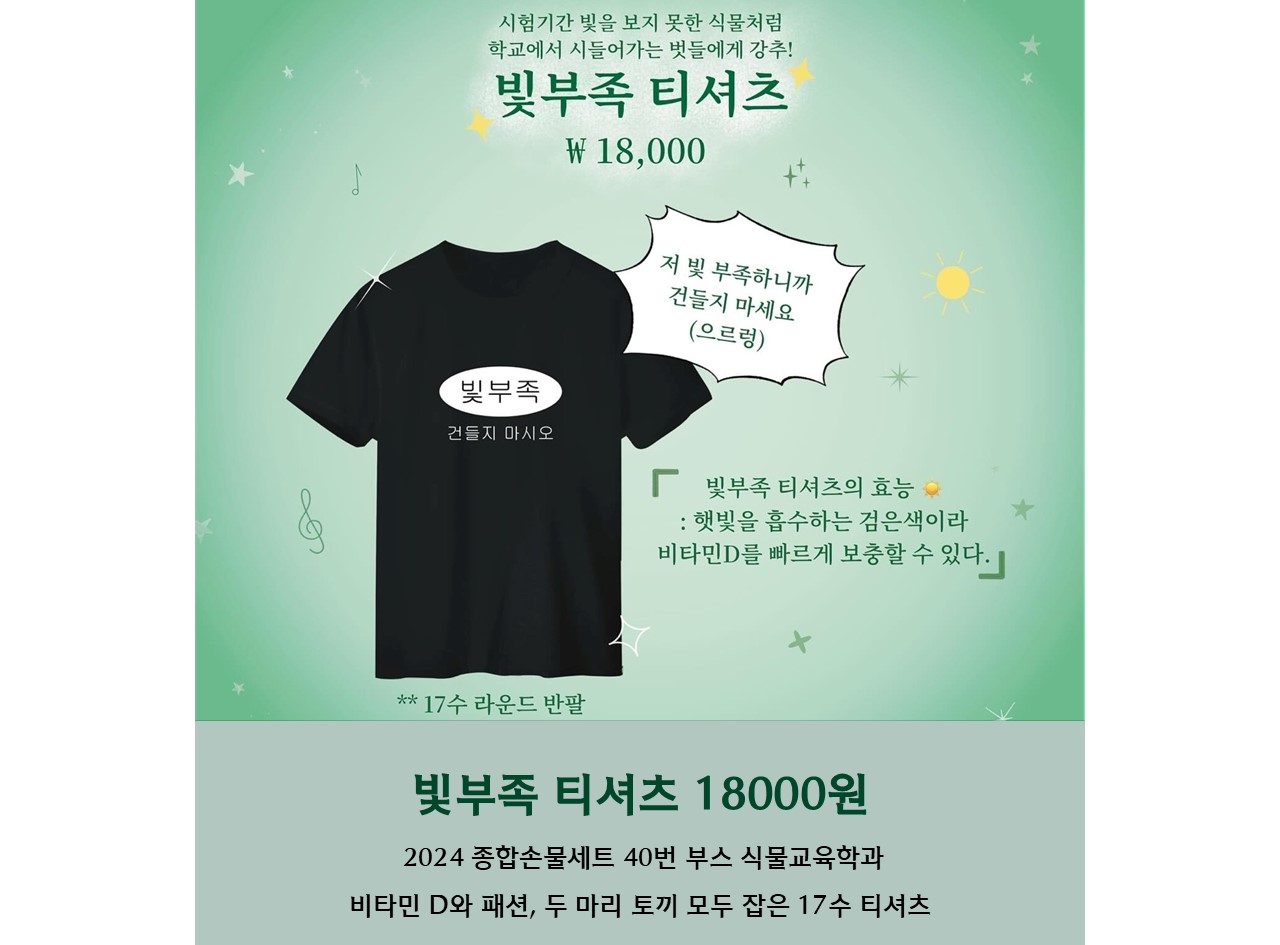 시험기간 빛을 보지 못한 식물처럼
학교에서 시들어가는 벗들에게 강추!
빛부족 티셔츠
₩ 18,000
저 빛 부족하니까
건들지 마세요
(으르렁)
빛부족
건들지 마시오
빛부족 티셔츠의 효능
: 햇빛을 흡수하는 검은색이라
비타민D를 빠르게 보충할 수 있다.
** 17수 라운드 반팔
빛부족 티셔츠 18000원
2024 종합손물세트 40번 부스 식물교육학과
비타민 D와 패션, 두 마리 토끼 모두 잡은 17수 티셔츠